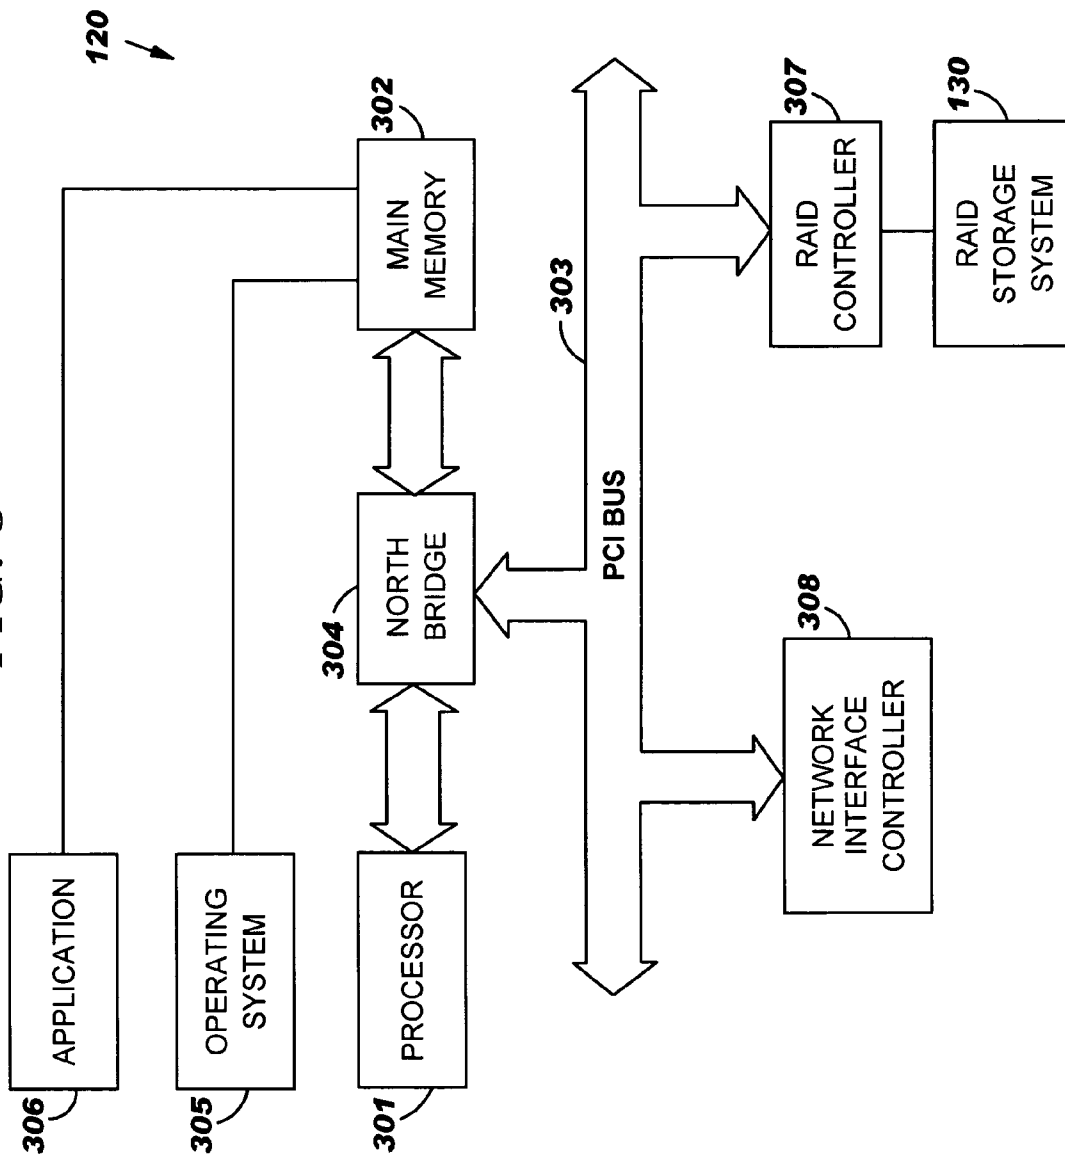 120
306
APPLICATION
305
OPERATING
SYSTEM
301
PROCESSOR
304
NORTH
BRIDGE
302
MAIN
MEMORY
303
PCI BUS
308
NETWORK
INTERFACE
CONTROLLER
307
RAID
CONTROLLER
130
RAID
STORAGE
SYSTEM